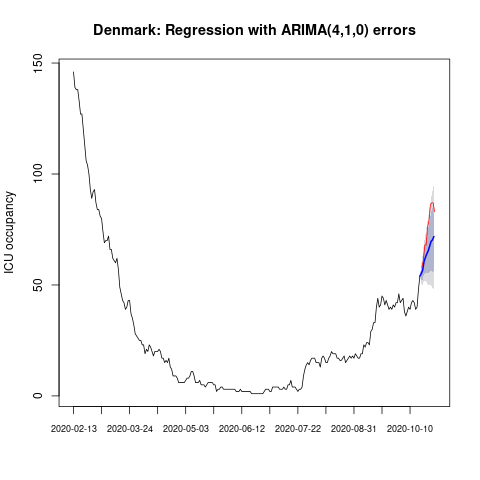 Denmark: Regression with ARIMA(4,1,0) errors
ICU occupancy
150
100
50
0
2020-02-13 2020-03-24 2020-05-03 2020-06-12 2020-07-22 2020-08-31 2020-10-10